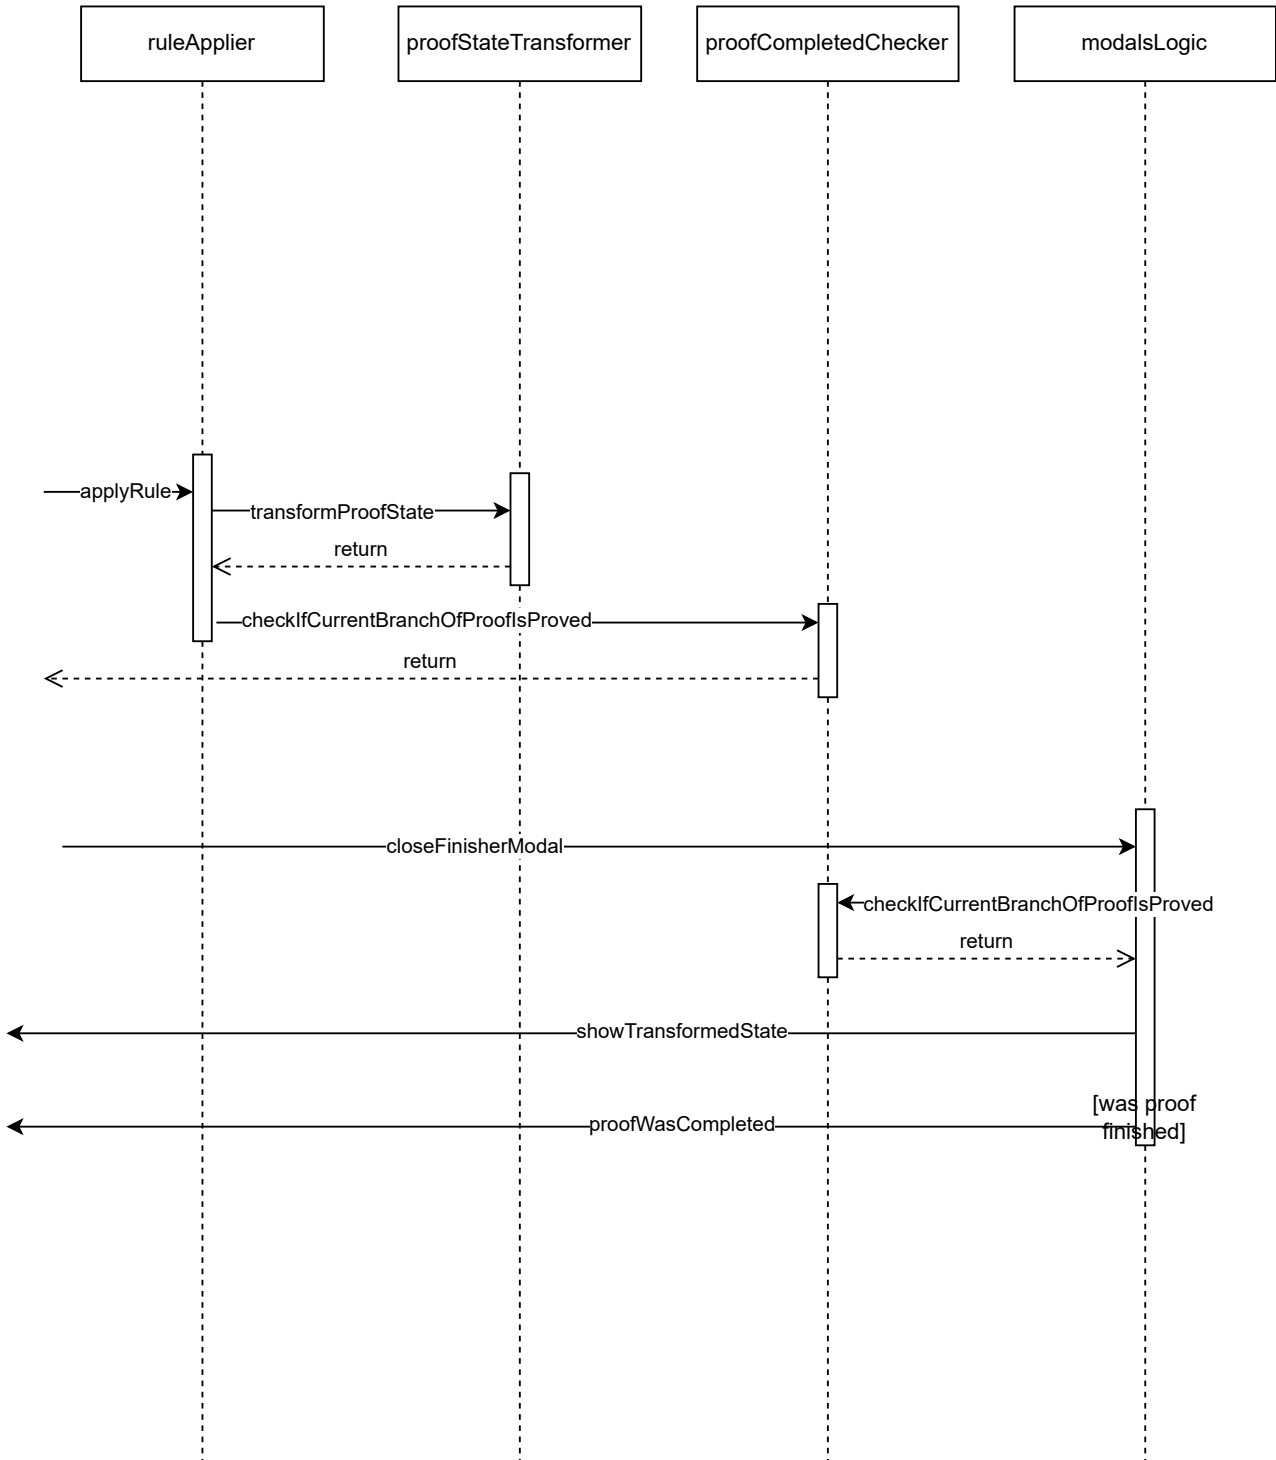 ruleApplier
proofStateTransformer
proofCompletedChecker
modalsLogic
applyRule
transformProofState
return
checkIfCurrentBranchOfProofIsProved
return
closeFinisherModal
checkIfCurrentBranchOfProofIsProved
return
showTransformedState
[was proof
finished]
proofWasCompleted